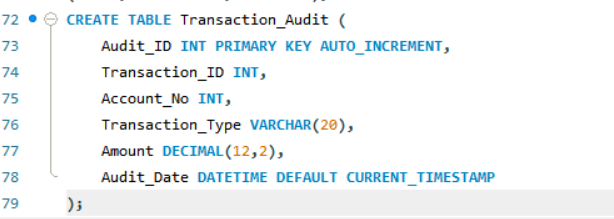 72 CREATE TABLE Transaction_Audit (
73 Audit_ID INT PRIMARY KEY AUTO_INCREMENT,
74 Transaction_ID INT,
75 Account_No INT,
76 Transaction_Type VARCHAR(20),
77 Amount DECIMAL(12,2),
78 Audit_Date DATETIME DEFAULT CURRENT_TIMESTAMP
79 );